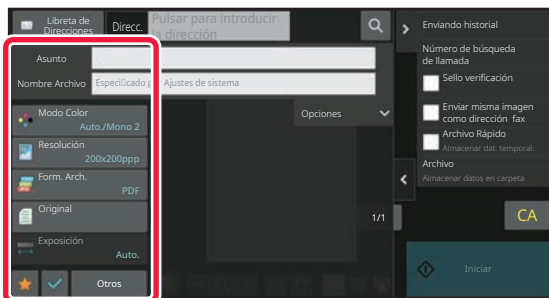 Libreta de
Direcciones
Direcc.
Pulsar para introducir
la dirección
Asunto
Nombre Archivo
Especificado por Ajustes de sistema
Modo Color
Auto./Mono 2
Resolución
200x200ppp
Form. Arch.
PDF
Original
Exposición
Auto.
Otros
Opciones
1/1
Enviando historial
Número de búsqueda
de llamada
Sello verificación
Enviar misma imagen
como dirección fax
Archivo Rápido
Almacenar dat. temporal.
Archivo
Almacenar datos en carpeta
CA
Iniciar